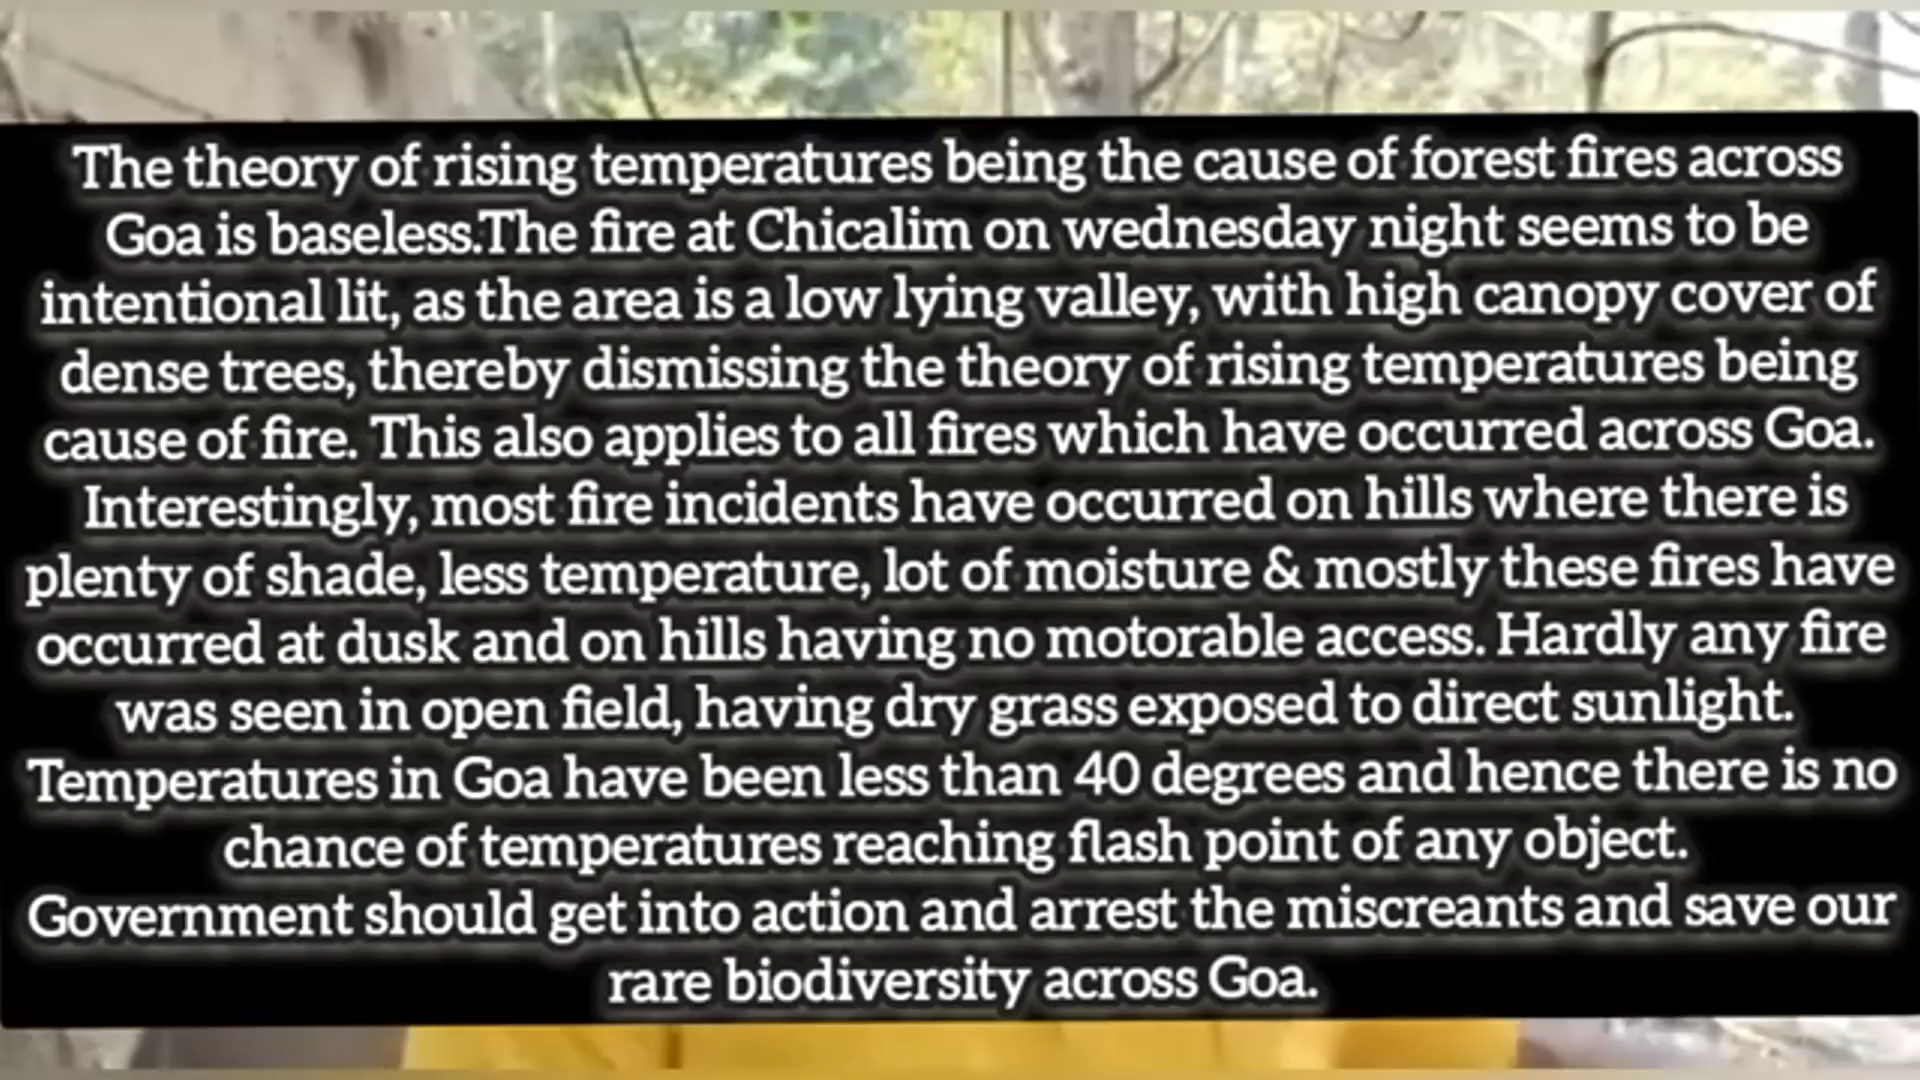 The theory of rising temperatures being the cause of forest fires across
Goa is baseless.The fire at Chicalim on wednesday night seems to be
intentional lit, as the area is a low lying valley, with high canopy cover of
dense trees, thereby dismissing the theory of rising temperatures being
cause of fire. This also applies to all fires which have occurred across Goa.
Interestingly, most fire incidents have occurred on hills where there is
plenty of shade, less temperature, lot of moisture & mostly these fires have
occurred at dusk and on hills having no motorable access. Hardly any fire
was seen in open field, having dry grass exposed to direct sunlight.
Temperatures in Goa have been less than 40 degrees and hence there is no
chance of temperatures reaching flash point of any object.
Government should get into action and arrest the miscreants and save our
rare biodiversity across Goa.